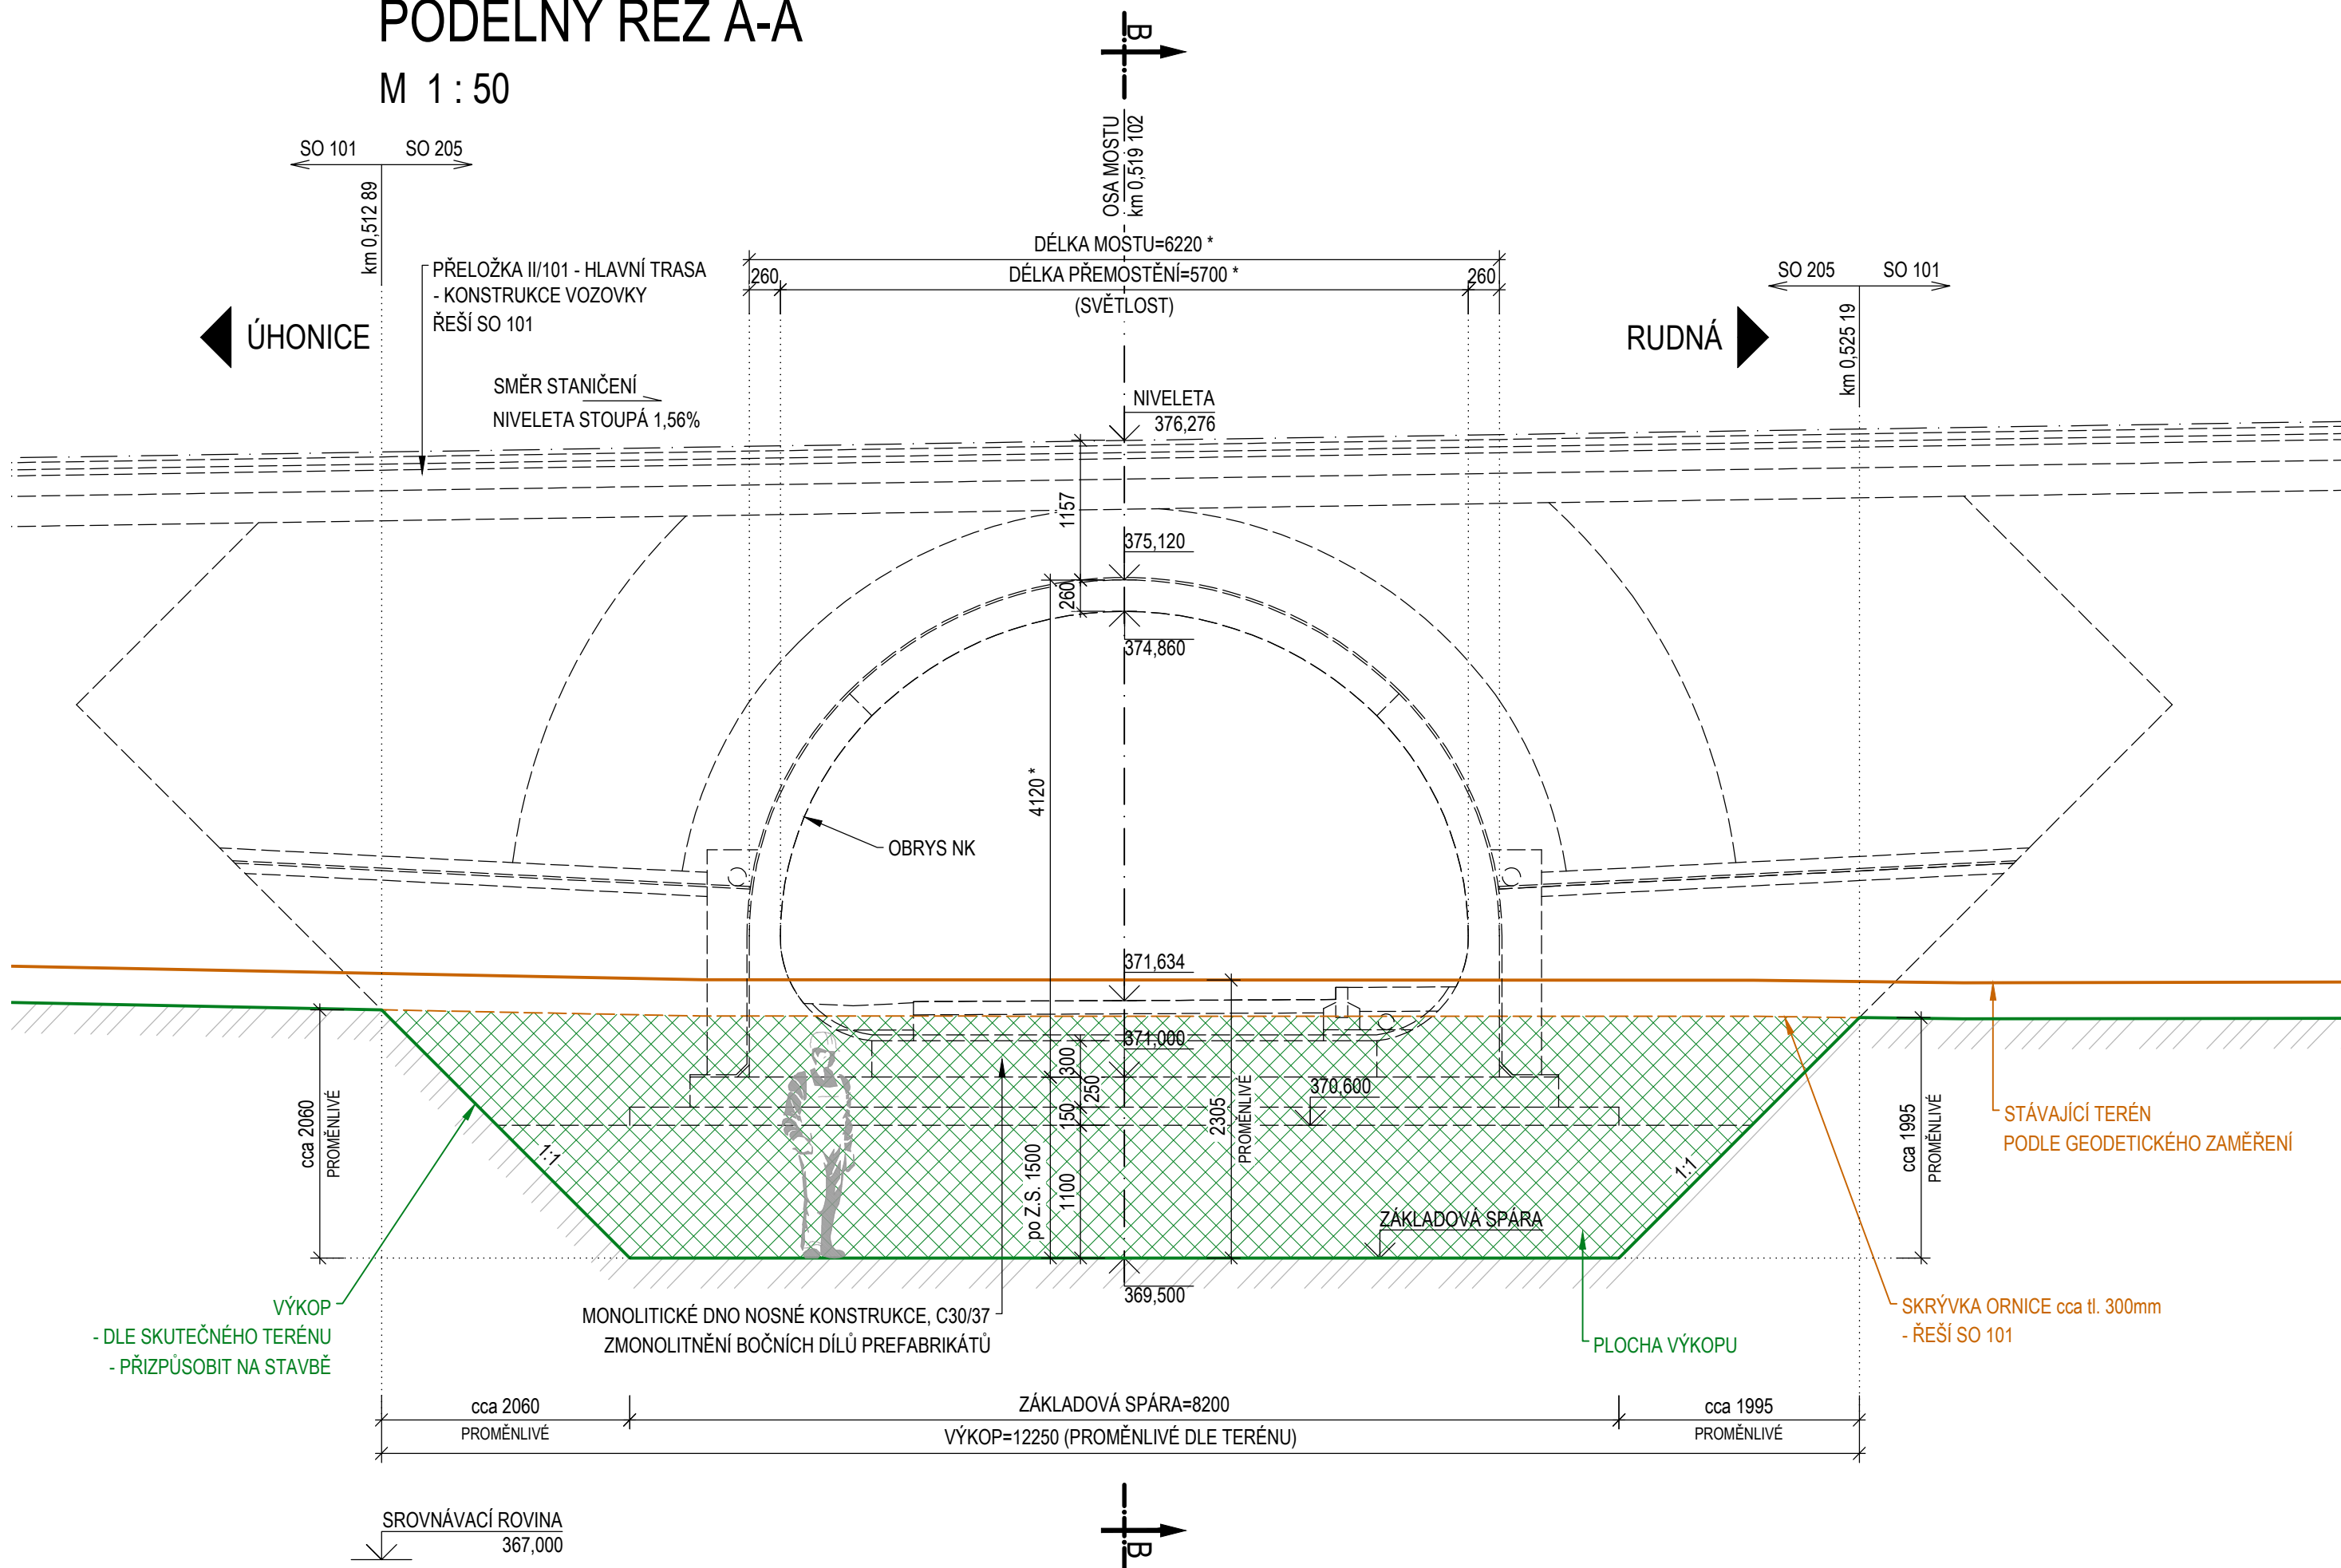 PODÉLNÝ ŘEZ A-A
M 1 : 50
B
SO 101
SO 205
km 0,512 89
OSA MOSTU
km 0,519 102
DÉLKA MOSTU=6220 *
260
DÉLKA PŘEMOSTĚNÍ=5700 *
260
(SVĚTLOST)
PŘELOŽKA II/101 - HLAVNÍ TRASA
- KONSTRUKCE VOZOVKY
ŘEŠÍ SO 101
SO 205
SO 101
km 0,525 19
ÚHONICE
RUDNÁ
SMĚR STANIČENÍ
NIVELETA STOUPÁ 1,56%
NIVELETA
376,276
1157
375,120
260
374,860
4120 *
OBRYS NK
371,634
371,000
300
250
150
370,600
2305
PROMĚNLIVÉ
cca 2060
PROMĚNLIVÉ
1:1
po Z.S. 1500
1100
1:1
cca 1995
PROMĚNLIVÉ
STÁVAJÍCÍ TERÉN
PODLE GEODETICKÉHO ZAMĚŘENÍ
ZÁKLADOVÁ SPÁRA
369,500
VÝKOP
- DLE SKUTEČNÉHO TERÉNU
- PŘIZPŮSOBIT NA STAVBĚ
MONOLITICKÉ DNO NOSNÉ KONSTRUKCE, C30/37
ZMONOLITNĚNÍ BOČNÍCH DÍLŮ PREFABRIKÁTŮ
PLOCHA VÝKOPU
SKRÝVKA ORNICE cca tl. 300mm
- ŘEŠÍ SO 101
cca 2060
PROMĚNLIVÉ
ZÁKLADOVÁ SPÁRA=8200
cca 1995
PROMĚNLIVÉ
VÝKOP=12250 (PROMĚNLIVÉ DLE TERÉNU)
SROVNÁVACÍ ROVINA
367,000
B